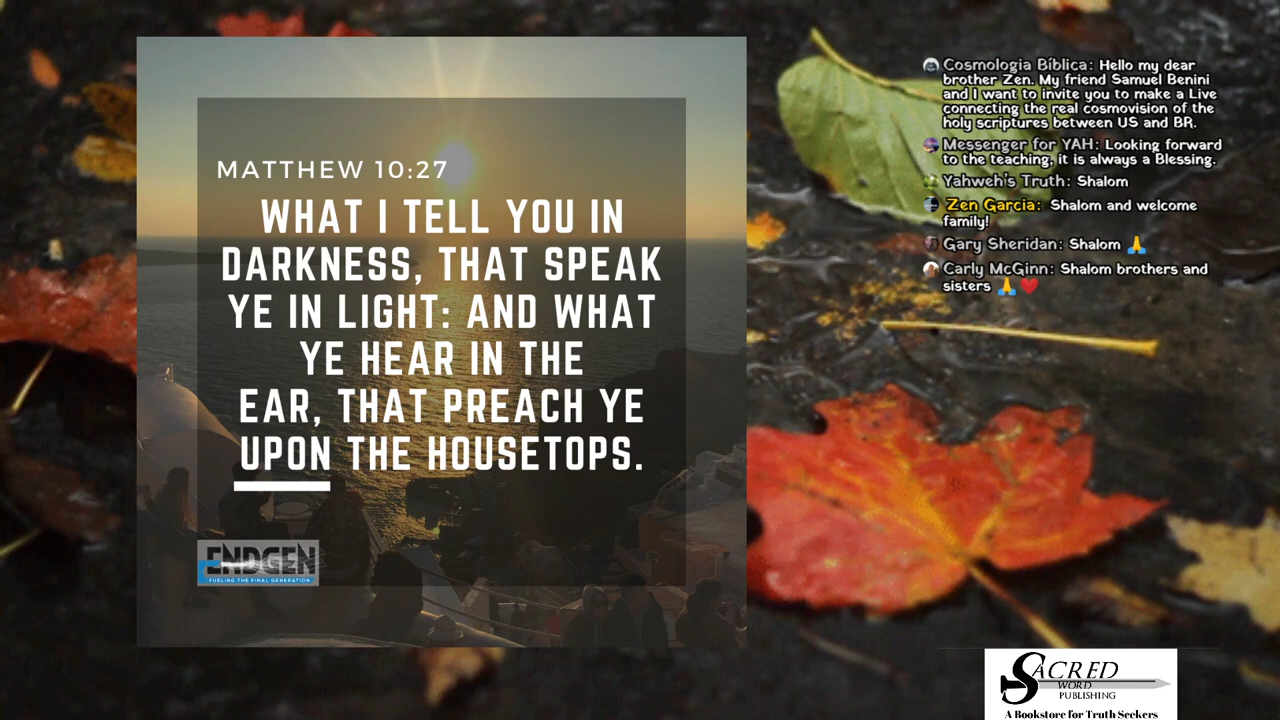 MATTHEW 10:27
WHAT I TELL YOU IN
DARKNESS, THAT SPEAK
YE IN LIGHT: AND WHAT
YE HEAR IN THE
EAR, THAT PREACH YE
UPON THE HOUSETOPS.
ENDGEN
FUELING THE FINAL GENERATION
Cosmologia Bíblica: Hello my dear
brother Zen. My friend Samuel Benini
and I want to invite you to make a Live
connecting the real cosmovision of the
holy scriptures between US and BR.
Messenger for YAH: Looking forward
to the teaching, it is always a Blessing.
Yahweh's Truth: Shalom
Zen Garcia: Shalom and welcome
family!
Gary Sheridan: Shalom 🙏
Carly McGinn: Shalom brothers and
sisters 🙏❤️
SACRED
WORD
PUBLISHING
A Bookstore for Truth Seekers